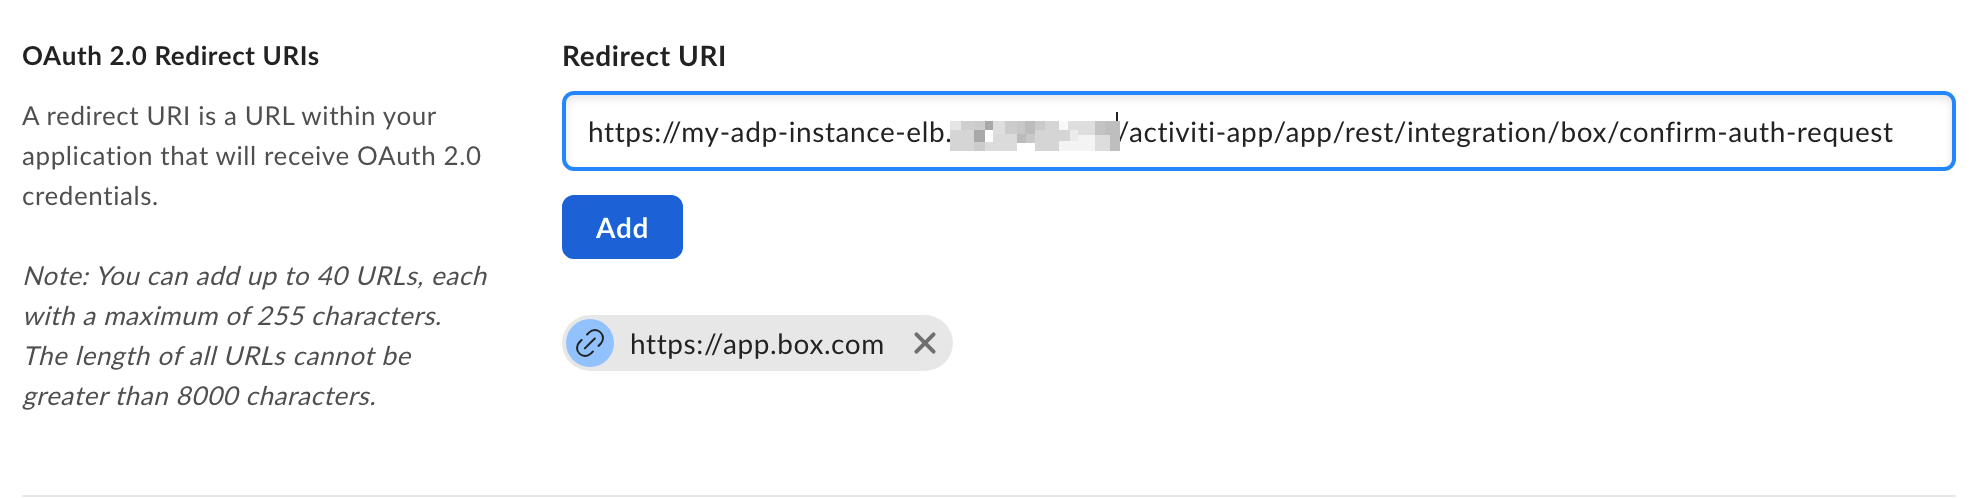 OAuth 2.0 Redirect URIs
A redirect URI is a URL within your
application that will receive OAuth 2.0
credentials.
Note: You can add up to 40 URLs, each
with a maximum of 255 characters.
The length of all URLs cannot be
greater than 8000 characters.
Redirect URI
https://my-adp-instance-elb. /activiti-app/app/rest/integration/box/confirm-auth-request
Add
https://app.box.com